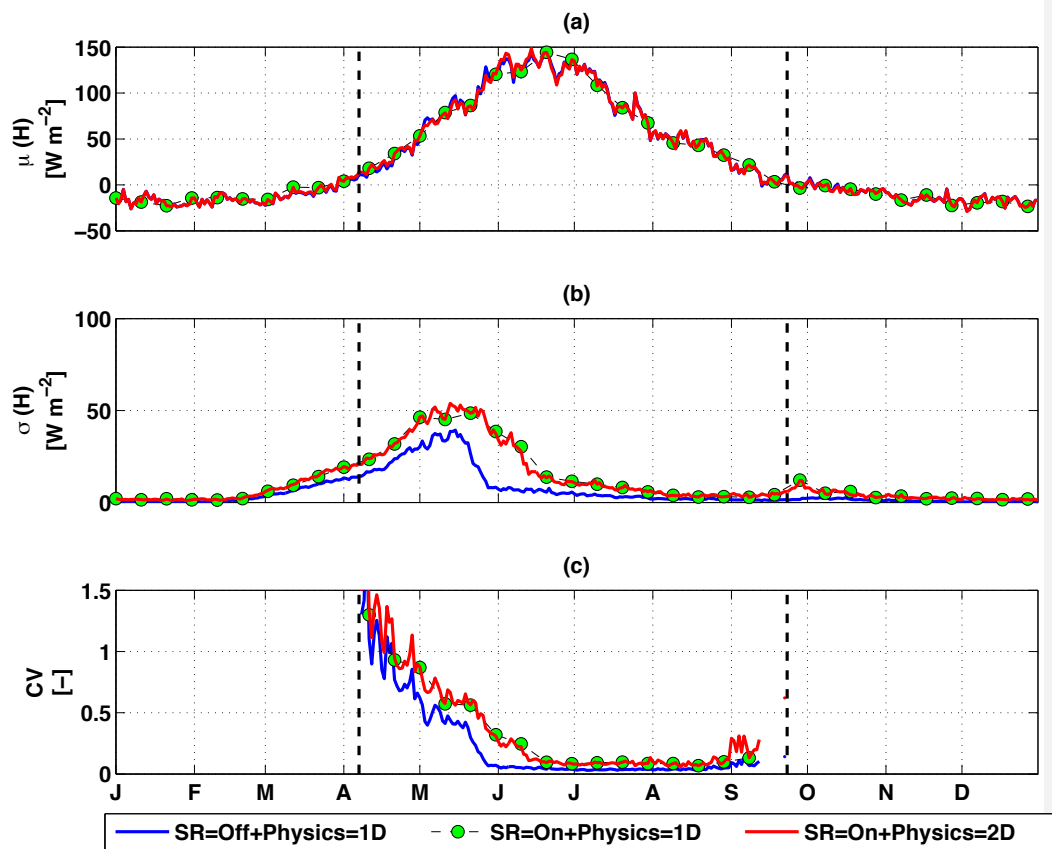 (a)
150
100
50
0
−50
μ (H)
[W m−2]
(b)
100
50
0
σ (H)
[W m−2]
(c)
1.5
1
0.5
0
CV
[−]
J F M A M J J A S O N D
SR=Off+Physics=1D SR=On+Physics=1D SR=On+Physics=2D